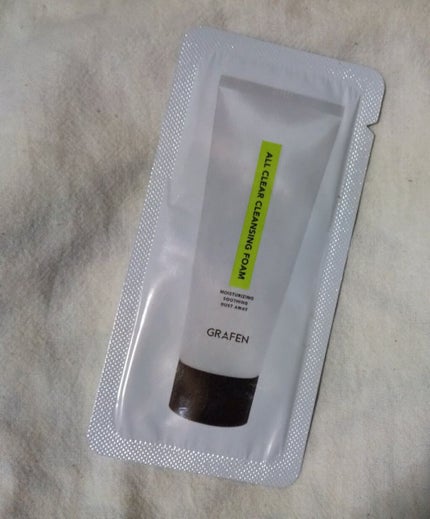 ALL CLEAR CLEANSING FOAM
MOISTURIZING
SOOTHING
DUST AWAY
GRAFEN